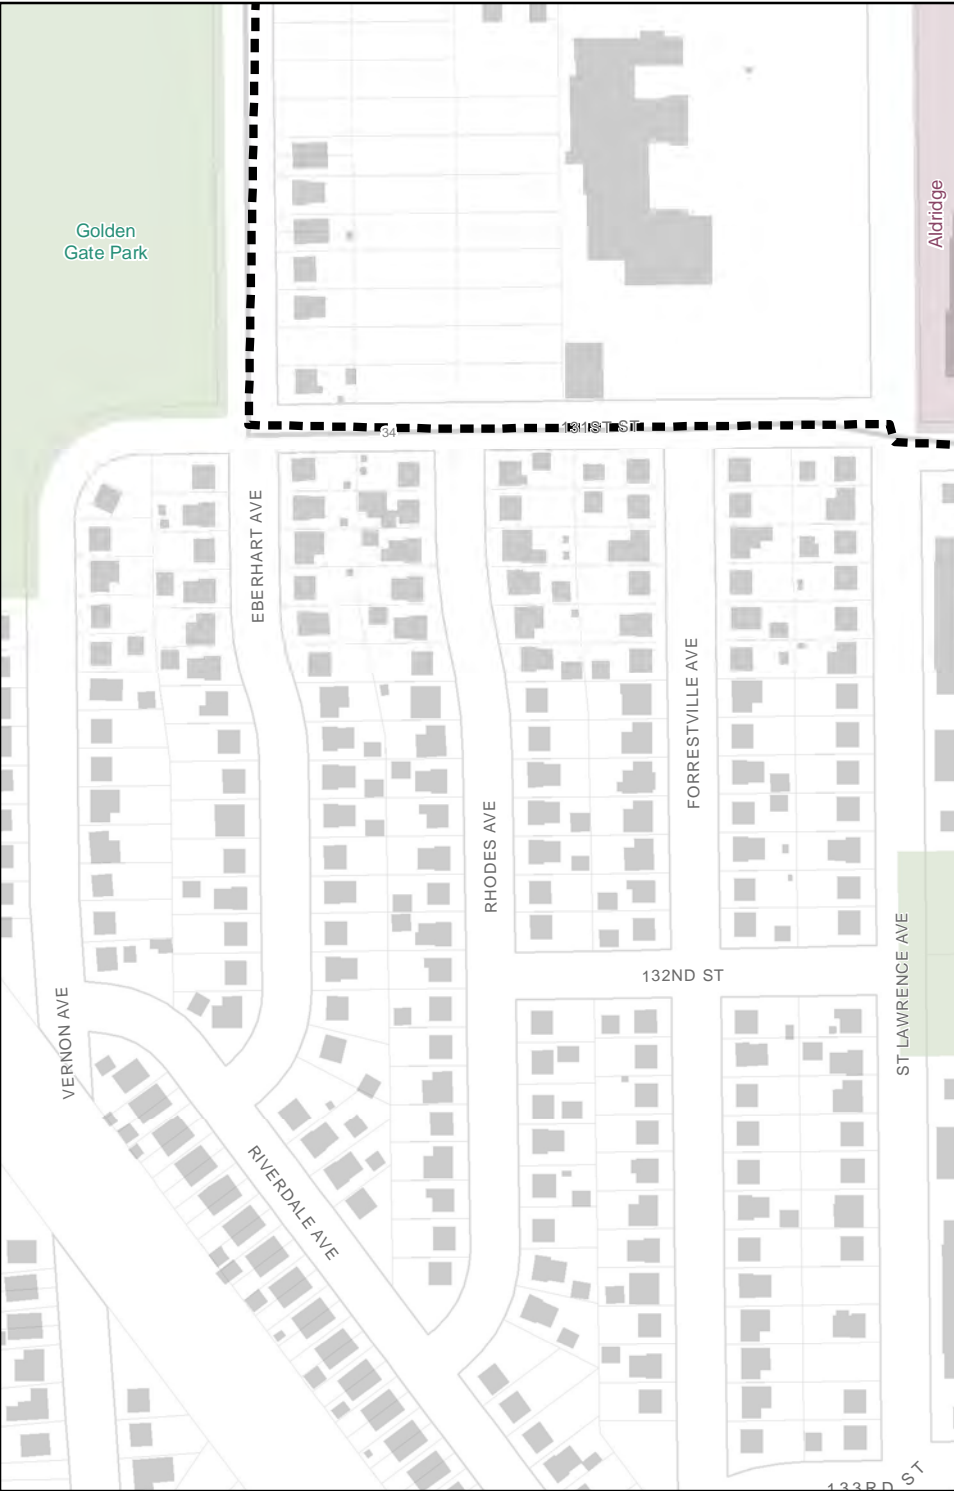 Golden
Gate Park
Aldridge
34
131ST ST
EBERHART AVE
FORRESTVILLE AVE
RHODES AVE
132ND ST
ST LAWRENCE AVE
VERNON AVE
RIVERDALE AVE
133RD ST